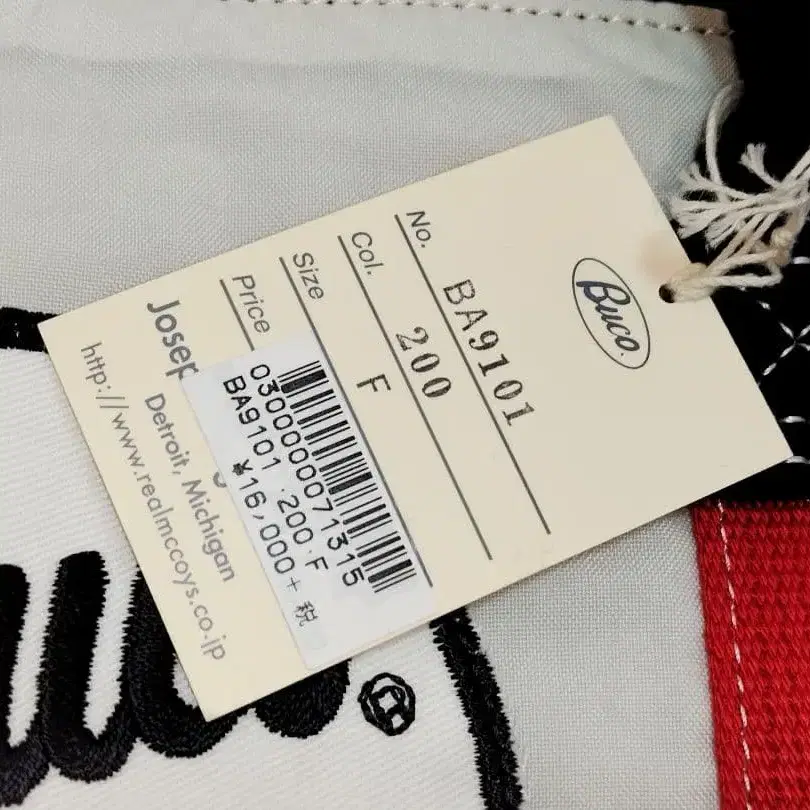 Buco.
No. BA9101
Col. 200
Size F
Price
0300000071315
BA9101 200 F
¥16,000+ 税
Josep
Detroit, Michigan
http://www.realmccoys.co.jp